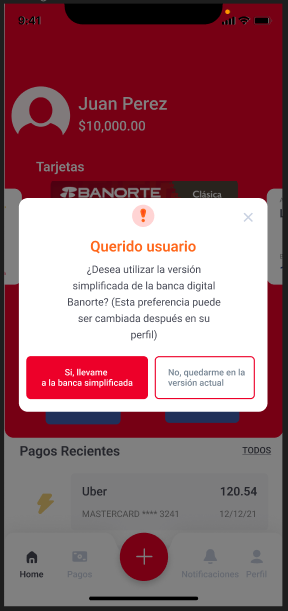 9:41
Juan Perez
$10,000.00
Tarjetas
BANORTE
Clásica
Querido usuario
¿Desea utilizar la versión
simplificada de la banca digital
Banorte? (Esta preferencia puede
ser cambiada después en su
perfil)
Si, llevame
a la banca simplificada
No, quedarme en la
versión actual
Pagos Recientes
TODOS
Uber
120.54
MASTERCARD **** 3241
12/12/21
Home
Pagos
Notificaciones
Perfil